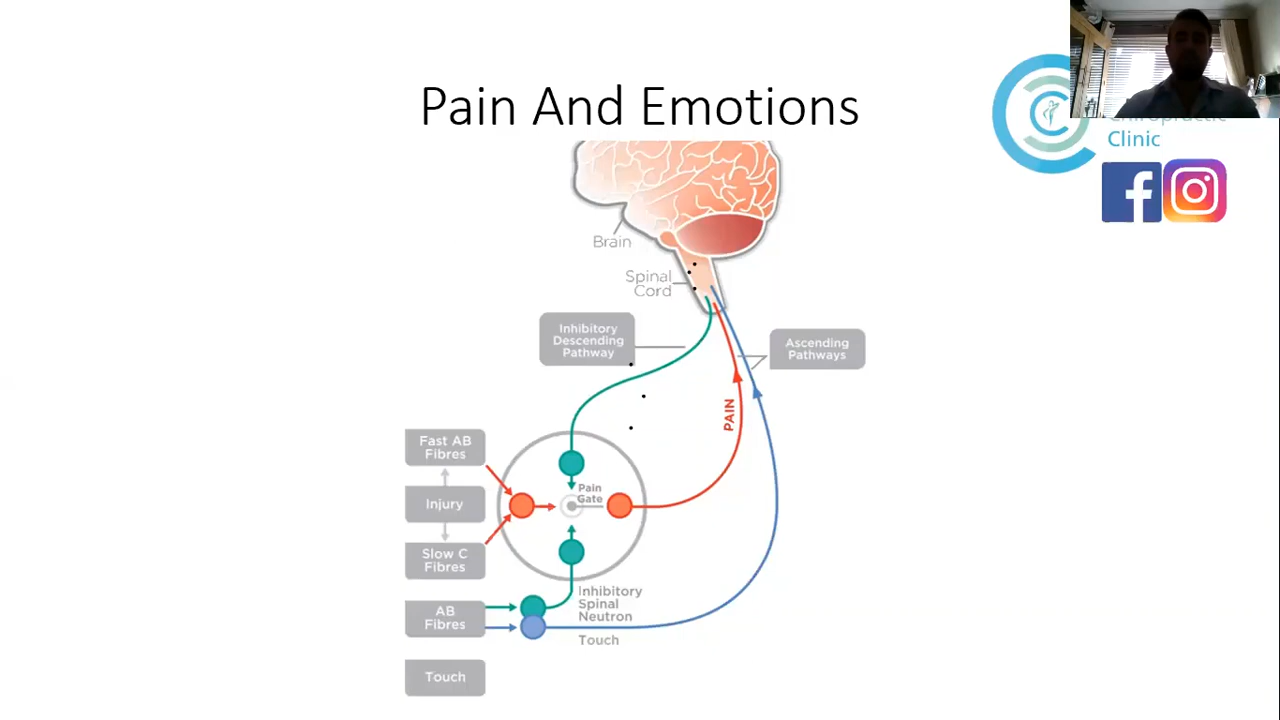 Pain And Emotions
Clinic
Brain
Spinal
Cord
Inhibitory
Descending
Pathway
Ascending
Pathways
PAIN
Fast AB
Fibres
Injury
Slow C
Fibres
Pain
Gate
AB
Fibres
Inhibitory
Spinal
Neutron
Touch
Touch